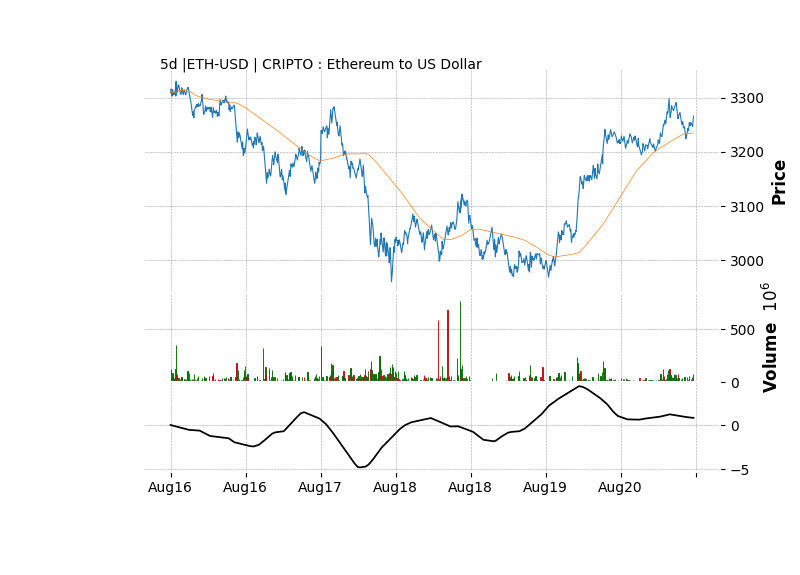 5d |ETH-USD | CRIPTO : Ethereum to US Dollar
3300
3200
3100
3000
Price
500
0
Volume 10^6
0
−5
Aug16 Aug16 Aug17 Aug18 Aug18 Aug19 Aug20